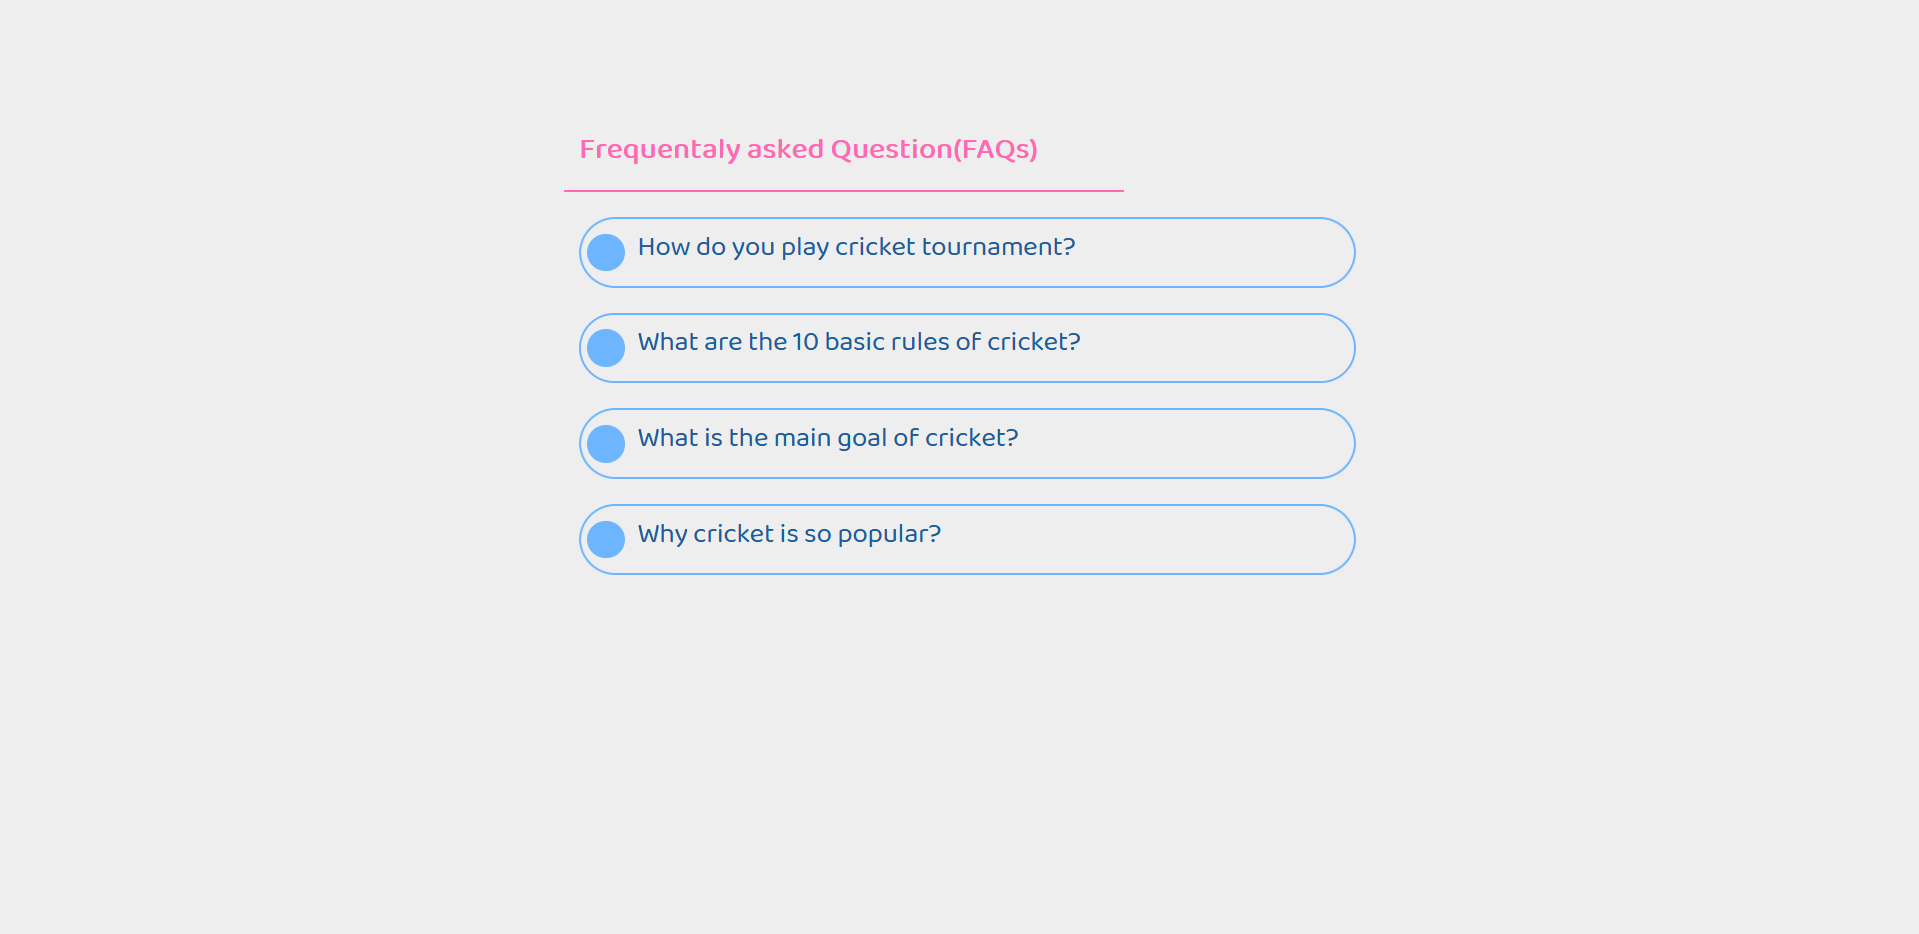 Frequentaly asked Question(FAQs)
How do you play cricket tournament?
What are the 10 basic rules of cricket?
What is the main goal of cricket?
Why cricket is so popular?